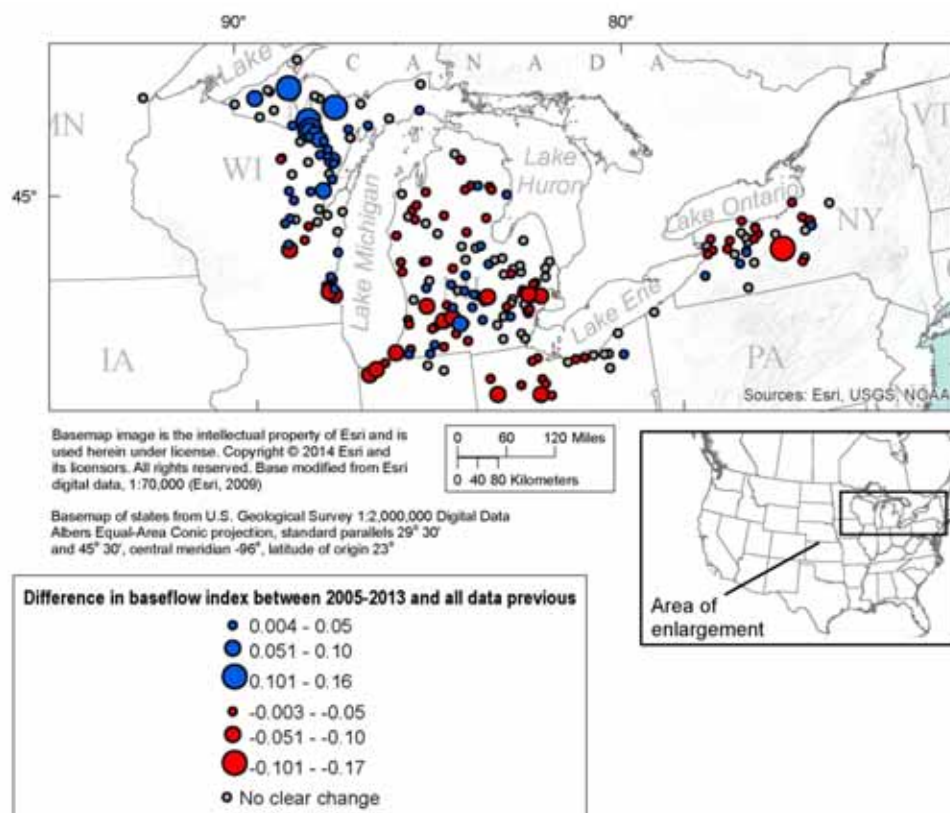 90° 80°
Lake
C A N A D A
MN
VT
WI
Lake
Huron
45°
Lake Ontario
NY
Lake Michigan
Lake Erie
IA
PA
Sources: Esri, USGS, NOAA
Basemap image is the intellectual property of Esri and is
used herein under license. Copyright © 2014 Esri and
its licensors. All rights reserved. Base modified from Esri
digital data, 1:70,000 (Esri, 2009)
0 60 120 Miles
0 40 80 Kilometers
Basemap of states from U.S. Geological Survey 1:2,000,000 Digital Data
Albers Equal-Area Conic projection, standard parallels 29° 30'
and 45° 30', central meridian -96°, latitude of origin 23°
Area of
enlargement
Difference in baseflow index between 2005-2013 and all data previous
0.004 - 0.05
0.051 - 0.10
0.101 - 0.16
-0.003 - -0.05
-0.051 - -0.10
-0.101 - -0.17
No clear change